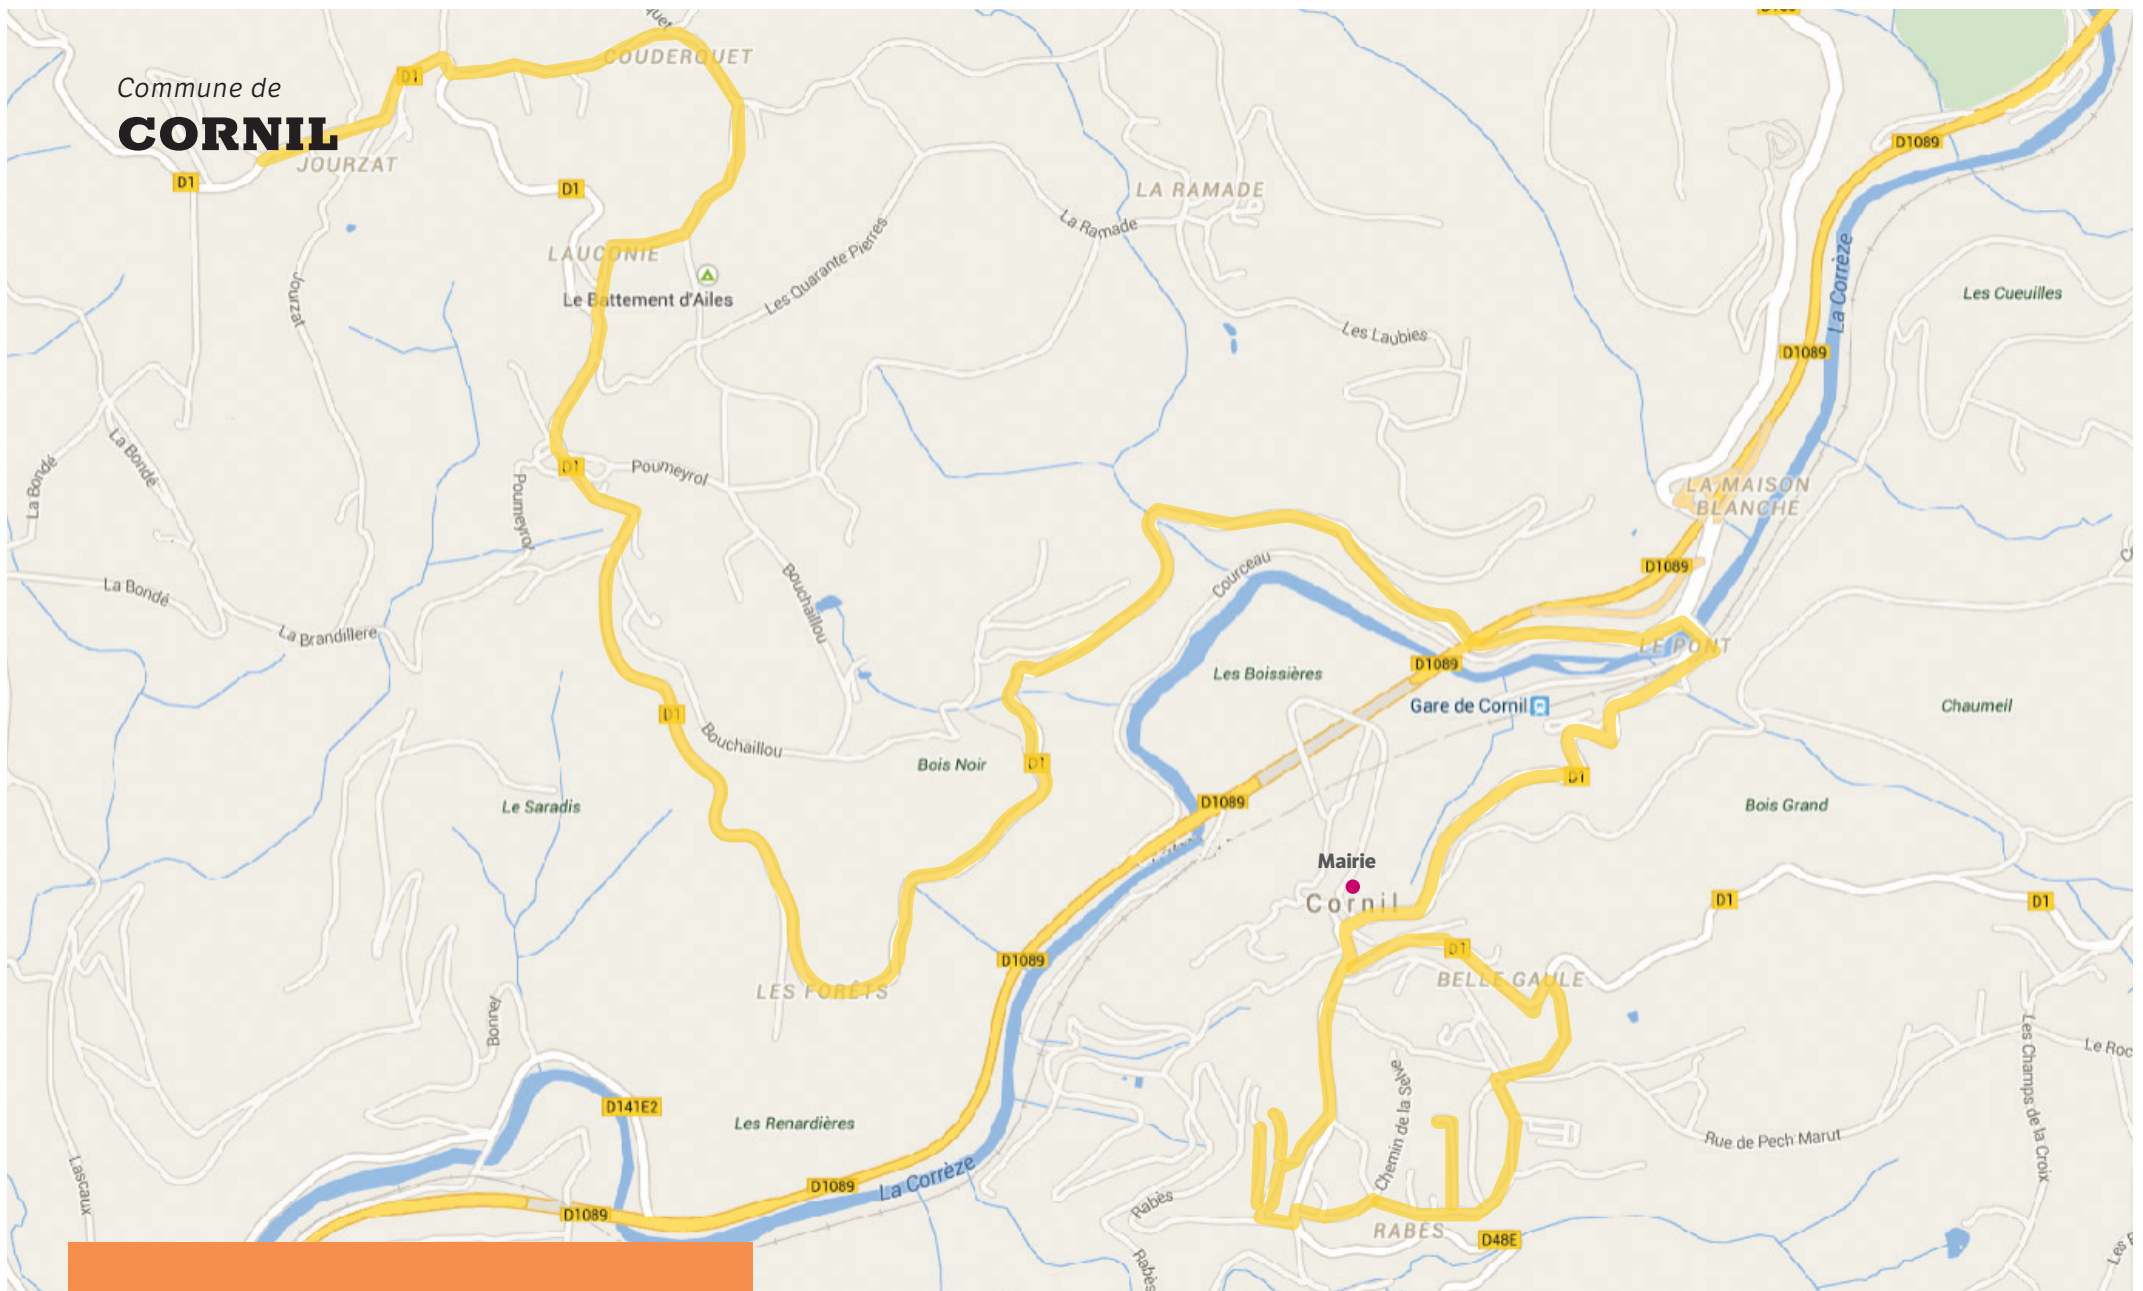 Commune de
CORNIL
COUDERQUET
D1
JOURZAT
D1
D1
LAUCONIE
Le Battement d'Ailes
Les Quarante Pierres
LA RAMADE
La Ramade
Les Laubies
D1089
La Corrèze
Les Cueuilles
D1089
Jourzat
La Bondé
La Bondé
D1
Poumeyrol
Poumeyrol
LA MAISON
BLANCHE
D1089
La Bondé
La Brandillere
Bouchaillou
Courceau
LE PONT
D1089
Les Boissières
Gare de Cornil
Chaumeil
D1
Bouchaillou
Bois Noir
D1
D1
Le Saradis
D1089
Bois Grand
Mairie
Cornil
D1
D1
D1
D1089
BELLE GAULE
LES FORÊTS
Bonnel
Les Champs de la Croix
Le Roc
Chemin de la Selve
D141E2
Les Renardières
Rue de Pech Marut
Lascaux
D1089
La Corrèze
D1089
Rabès
RABÈS
D48E
Rabès